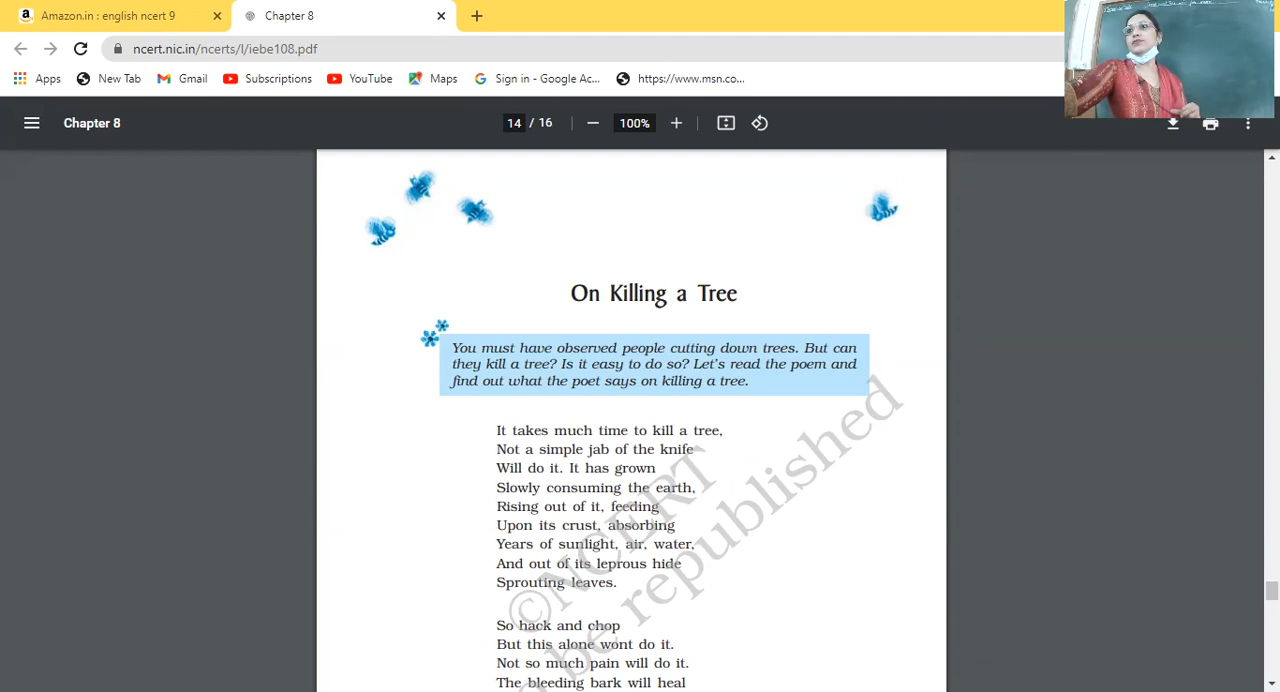 Amazon.in : english ncert 9
Chapter 8
ncert.nic.in/ncerts/l/iebe108.pdf
Apps
New Tab
Gmail
Subscriptions
YouTube
Maps
Sign in - Google Ac...
https://www.msn.co...
Chapter 8
14 / 16
100%
On Killing a Tree
You must have observed people cutting down trees. But can
they kill a tree? Is it easy to do so? Let's read the poem and
find out what the poet says on killing a tree.
It takes much time to kill a tree,
Not a simple jab of the knife
Will do it. It has grown
Slowly consuming the earth,
Rising out of it, feeding
Upon its crust, absorbing
Years of sunlight, air, water,
And out of its leprous hide
Sprouting leaves.
So hack and chop
But this alone wont do it.
Not so much pain will do it.
The bleeding bark will heal
©NCERT
be republished